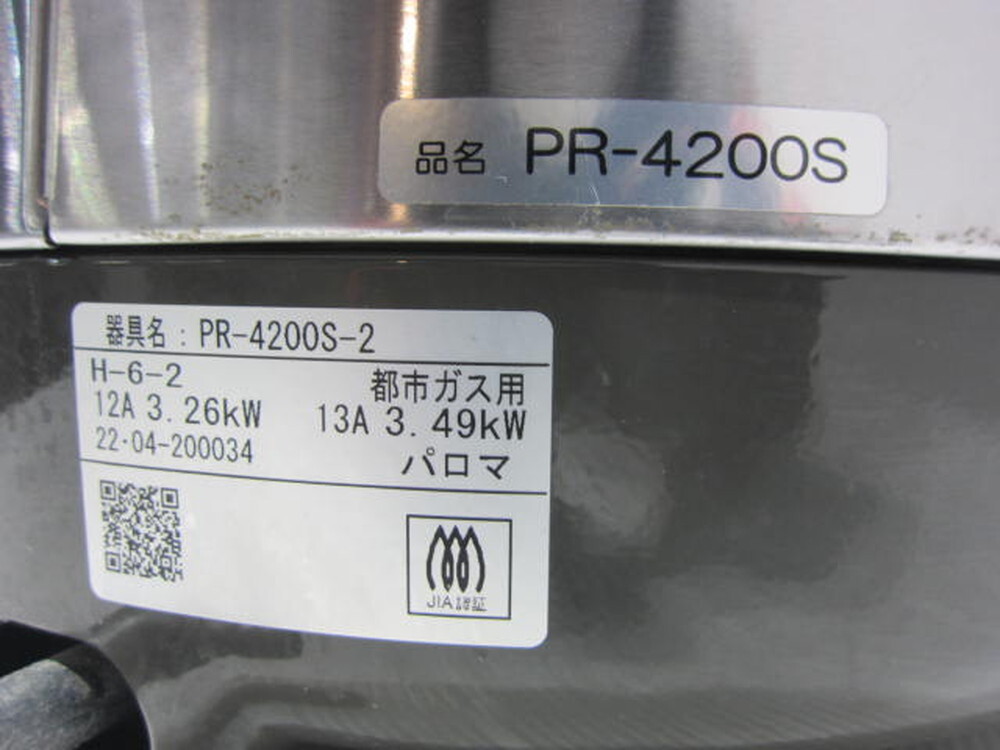 品名 PR-4200S
器具名：PR-4200S-2
H-6-2 都市ガス用
12A 3.26kW 13A 3.49kW
22・04-200034 パロマ
JIA認証